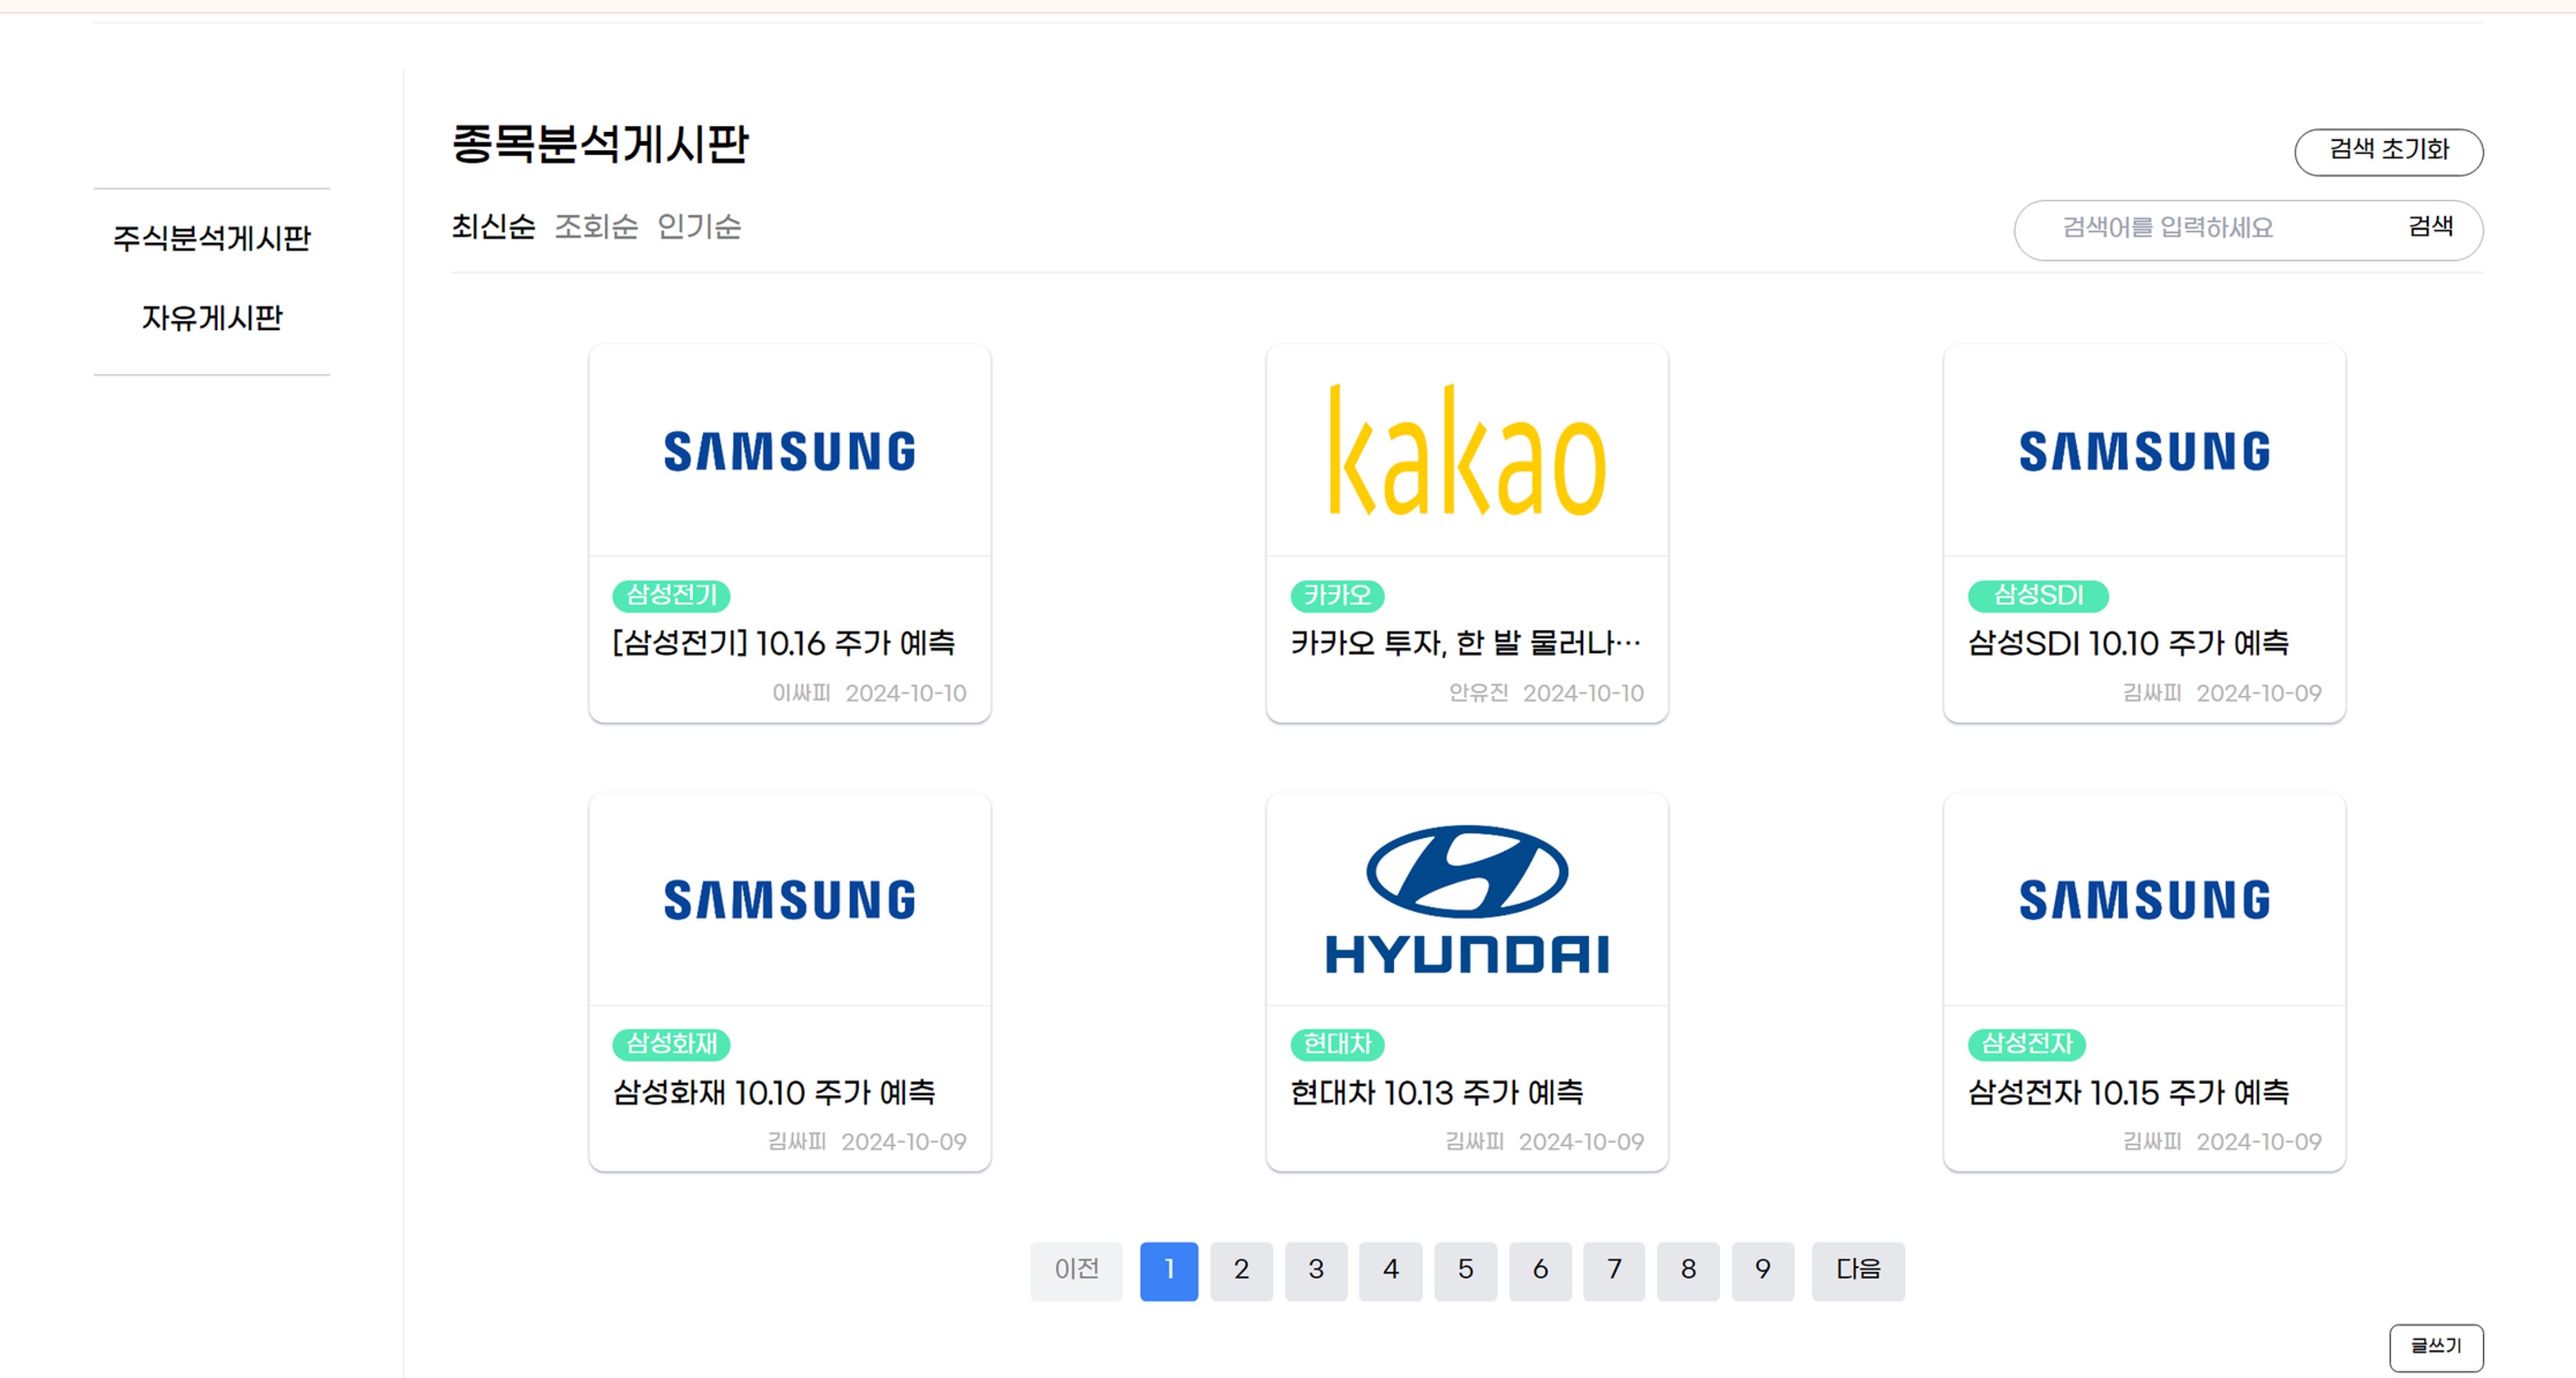 종목분석게시판
검색 초기화
주식분석게시판
자유게시판
최신순 조회순 인기순
검색어를 입력하세요 검색
SAMSUNG
삼성전기
[삼성전기] 10.16 주가 예측
이싸피 2024-10-10
kakao
카카오
카카오 투자, 한 발 물러나…
안유진 2024-10-10
SAMSUNG
삼성SDI
삼성SDI 10.10 주가 예측
김싸피 2024-10-09
SAMSUNG
삼성화재
삼성화재 10.10 주가 예측
김싸피 2024-10-09
HYUNDAI
현대차
현대차 10.13 주가 예측
김싸피 2024-10-09
SAMSUNG
삼성전자
삼성전자 10.15 주가 예측
김싸피 2024-10-09
이전 1 2 3 4 5 6 7 8 9 다음
글쓰기